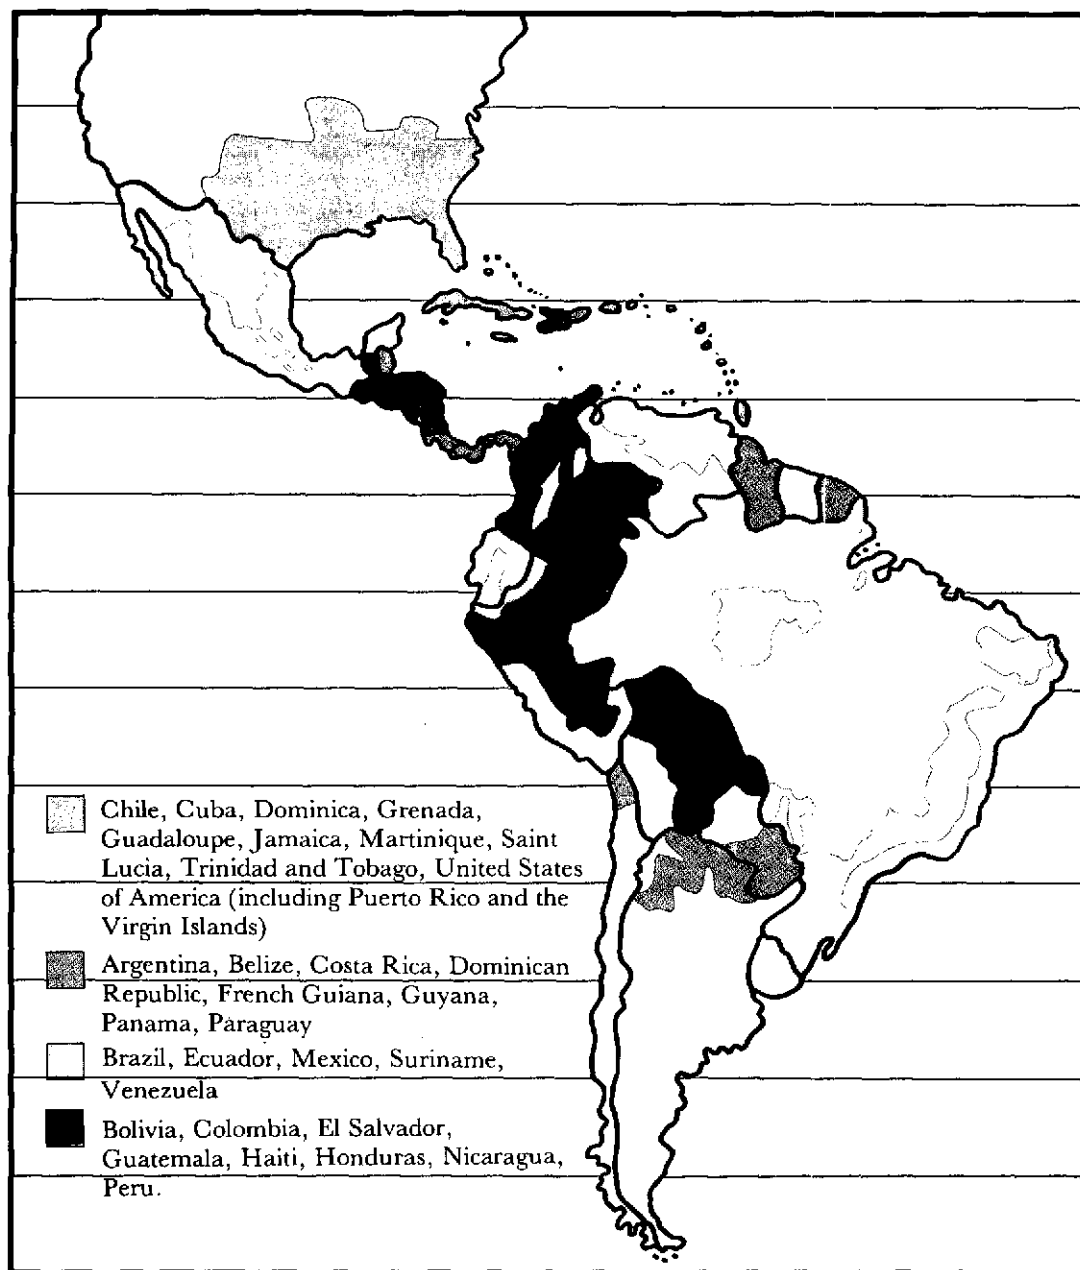 Chile, Cuba, Dominica, Grenada,
Guadaloupe, Jamaica, Martinique, Saint
Lucia, Trinidad and Tobago, United States
of America (including Puerto Rico and the
Virgin Islands)
Argentina, Belize, Costa Rica, Dominican
Republic, French Guiana, Guyana,
Panama, Paraguay
Brazil, Ecuador, Mexico, Suriname,
Venezuela
Bolivia, Colombia, El Salvador,
Guatemala, Haiti, Honduras, Nicaragua,
Peru.